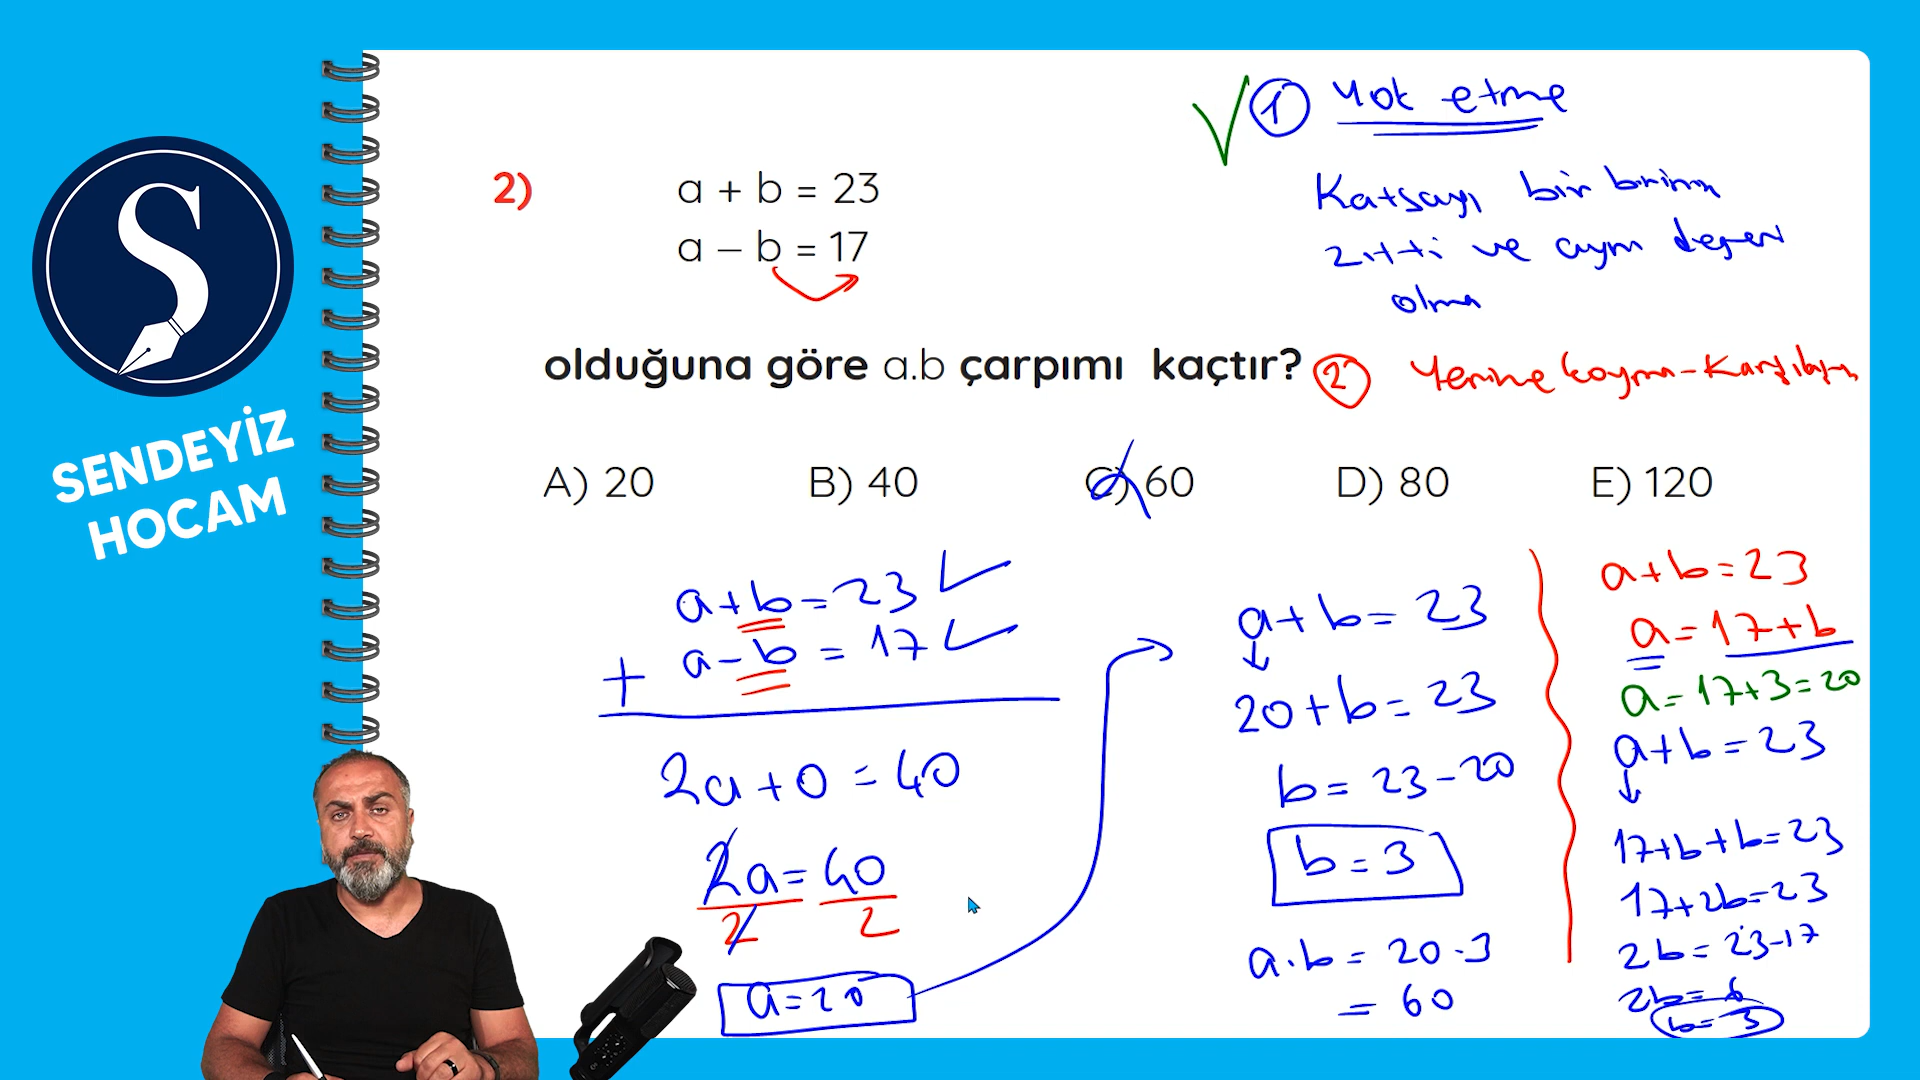 S
SENDEYİZ
HOCAM
2)
a + b = 23
a – b = 17
olduğuna göre a.b çarpımı kaçtır?
A) 20 B) 40 C) 60 D) 80 E) 120
1 Yok etme
Katsayı bir birinin
zıttı ve aynı değeri
olma
2 Yerine koyma-Karşılaştırma
a+b=23
+ a-b=17
2a+0=40
2a=40
2 2
a=20
a+b=23
20+b=23
b=23-20
b=3
a.b=20.3
=60
a+b=23
a=17+b
a=17+3=20
a+b=23
17+b+b=23
17+2b=23
2b=23-17
2b=6
b=3